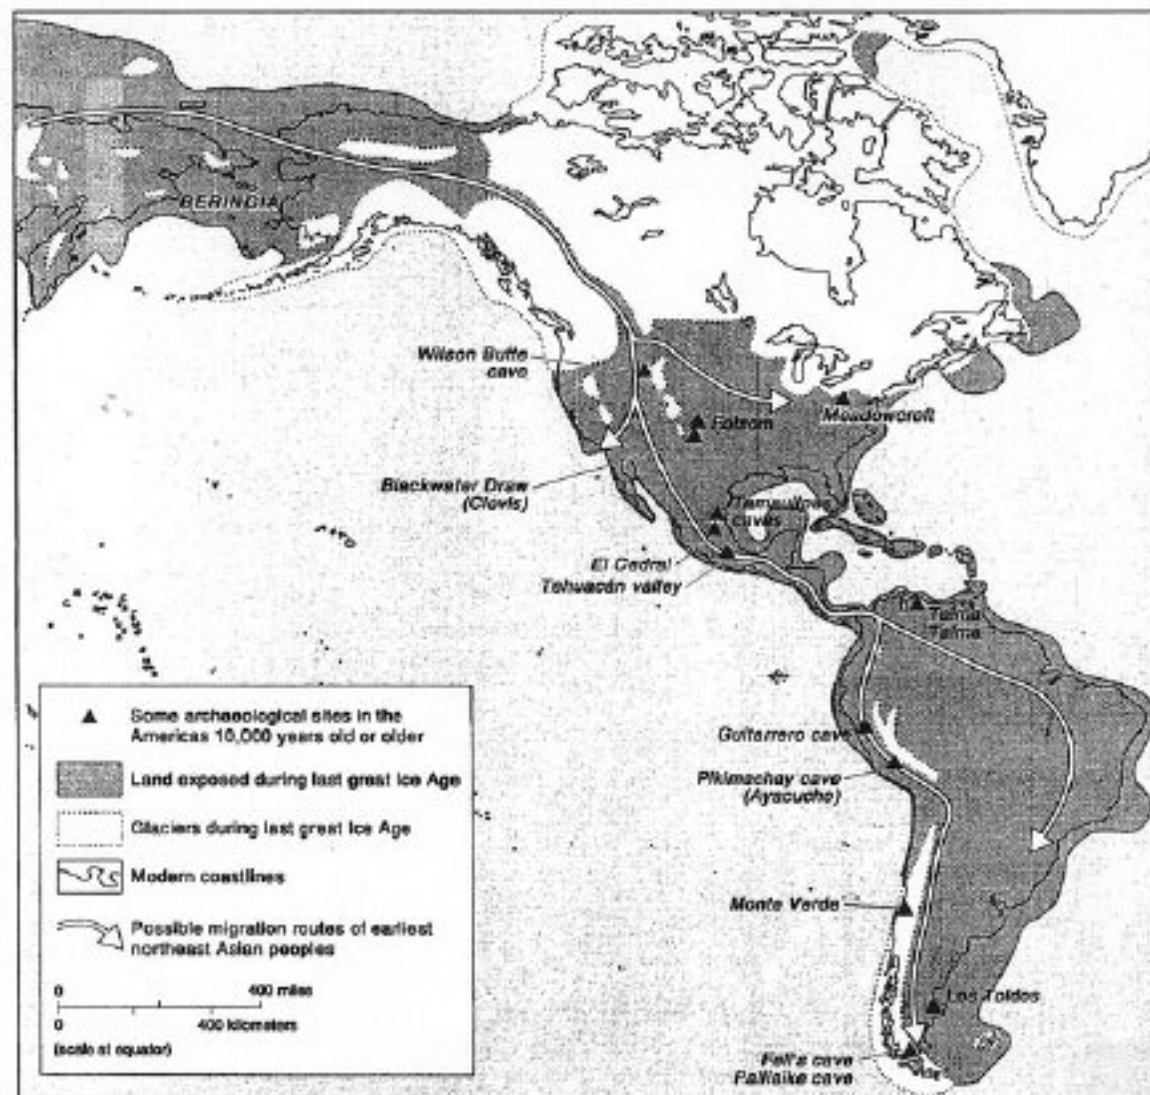 BERINGIA
Wilson Butte
cave
Folsom
Meadowcroft
Blackwater Draw
(Clovis)
Tamaulipas
caves
El Cedral
Tehuacán valley
Taima
Taima
Guitarrero cave
Pikimachay cave
(Ayacucho)
Monte Verde
Los Toldos
Fell's cave
Palliaike cave
Some archaeological sites in the
Americas 10,000 years old or older
Land exposed during last great Ice Age
Glaciers during last great Ice Age
Modern coastlines
Possible migration routes of earliest
northeast Asian peoples
0 400 miles
0 400 kilometers
(scale at equator)